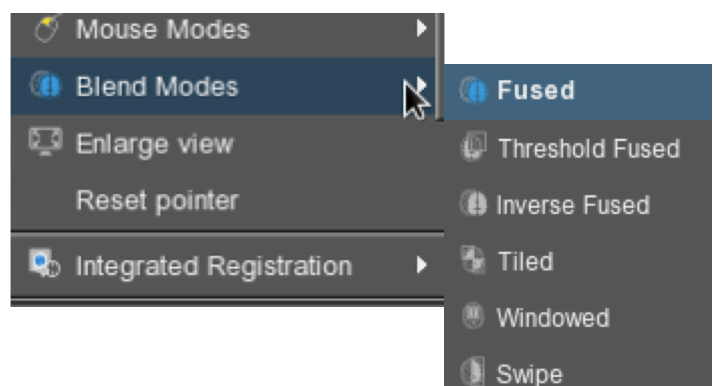 Mouse Modes
Blend Modes
Enlarge view
Reset pointer
Integrated Registration
Fused
Threshold Fused
Inverse Fused
Tiled
Windowed
Swipe